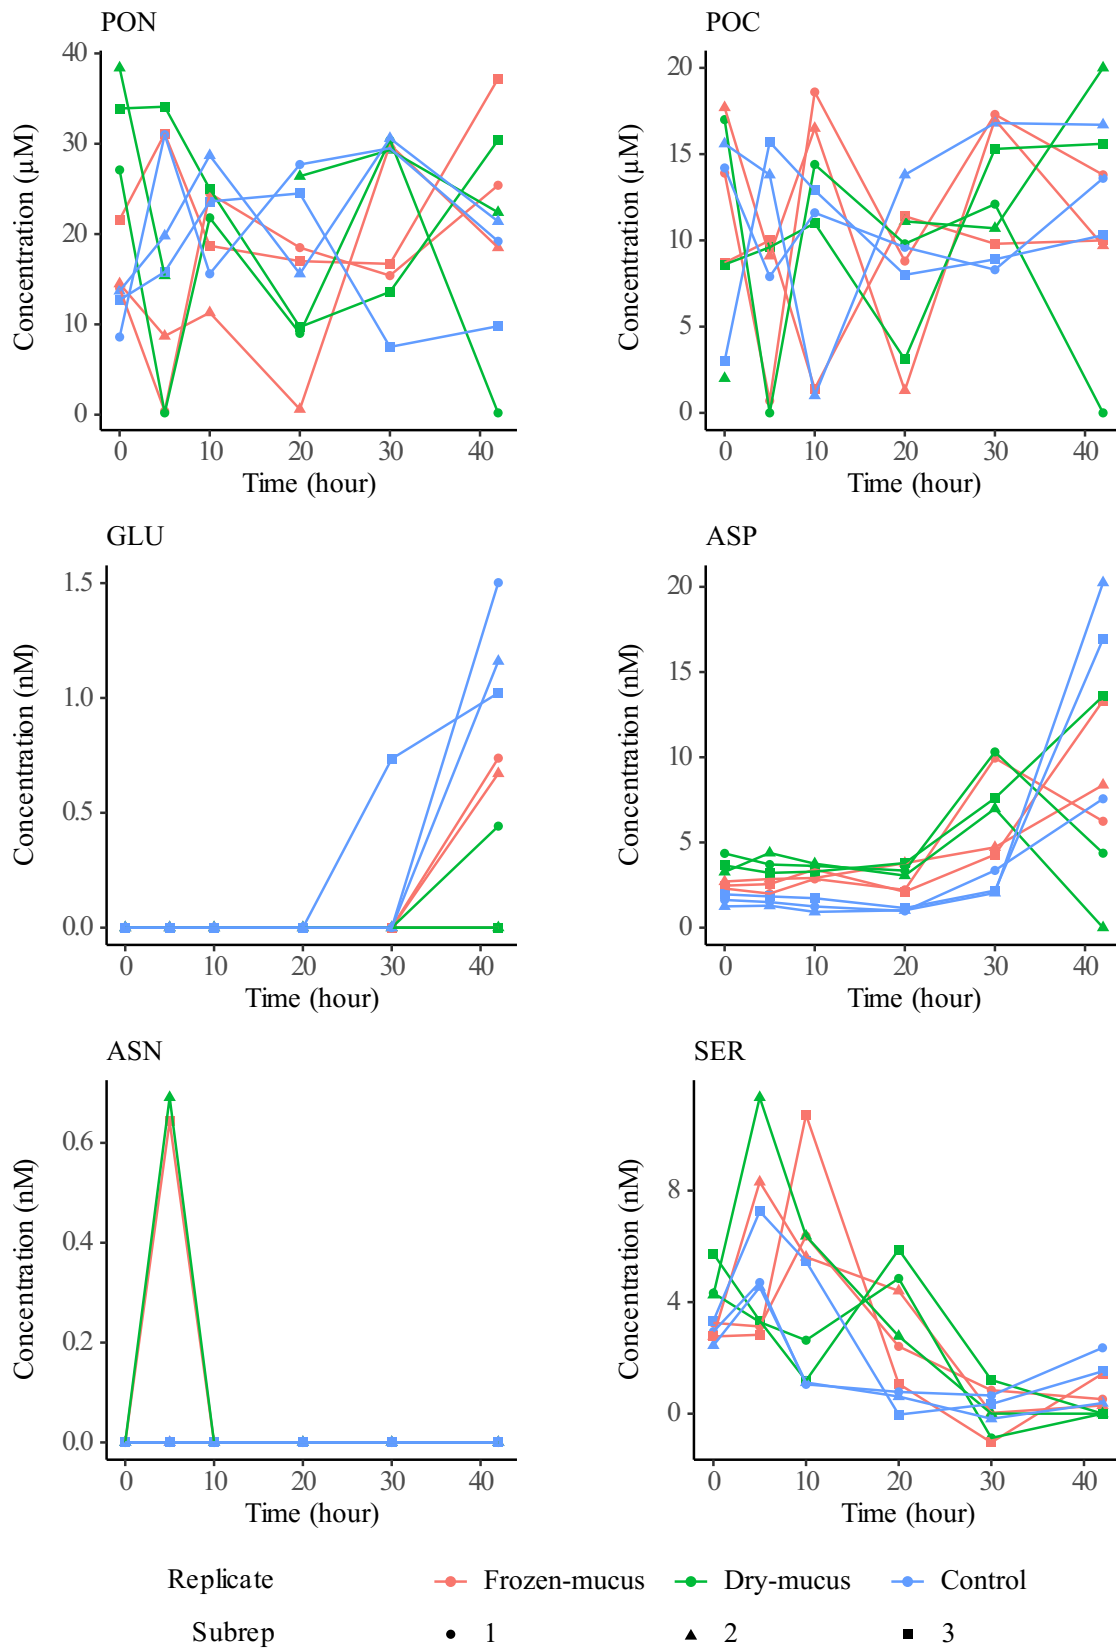 PON
POC
40
30
20
10
0
Concentration (µM)
0 10 20 30 40
Time (hour)
20
15
10
5
0
Concentration (µM)
0 10 20 30 40
Time (hour)
GLU
ASP
1.5
1.0
0.5
0.0
Concentration (nM)
0 10 20 30 40
Time (hour)
20
15
10
5
0
Concentration (nM)
0 10 20 30 40
Time (hour)
ASN
SER
0.6
0.4
0.2
0.0
Concentration (nM)
0 10 20 30 40
Time (hour)
8
4
0
Concentration (nM)
0 10 20 30 40
Time (hour)
Replicate Frozen-mucus Dry-mucus Control
Subrep 1 2 3